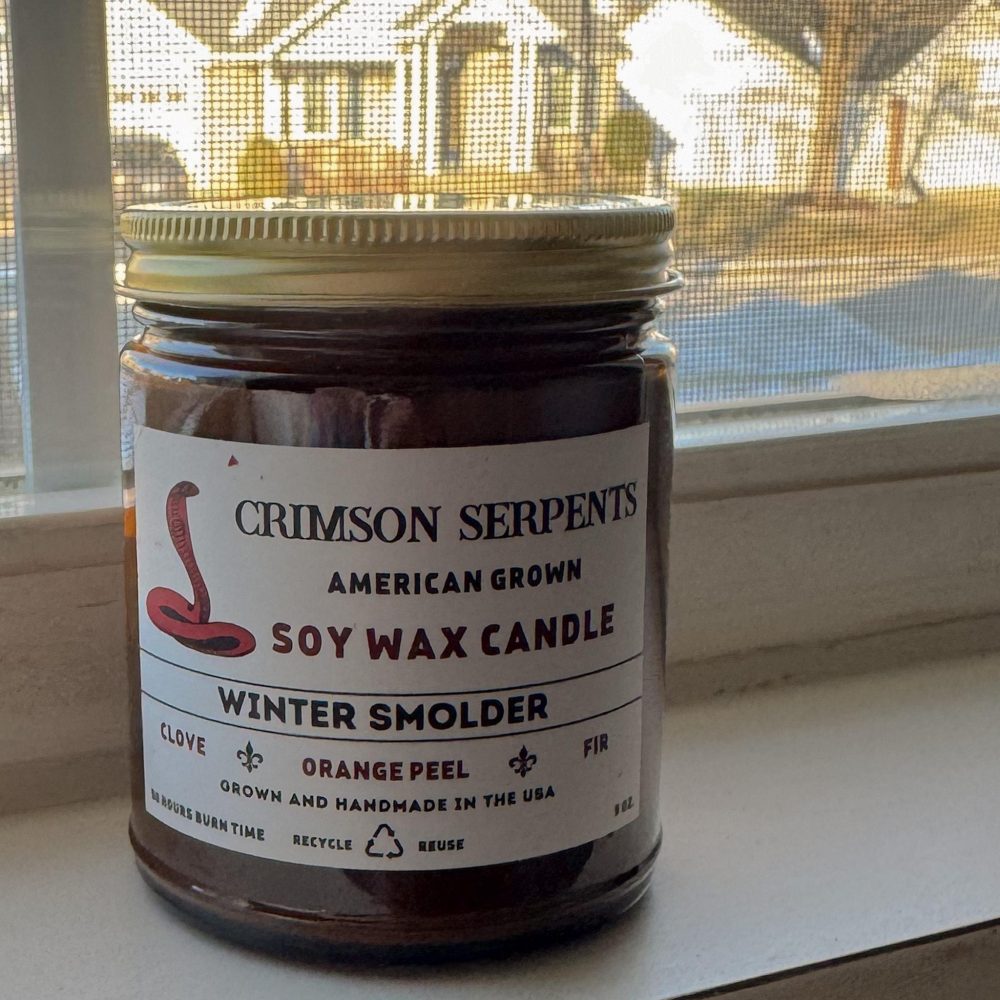 CRIMSON SERPENTS
AMERICAN GROWN
SOY WAX CANDLE
WINTER SMOLDER
CLOVE ORANGE PEEL FIR
GROWN AND HANDMADE IN THE USA
HOURS BURN TIME RECYCLE REUSE OZ.